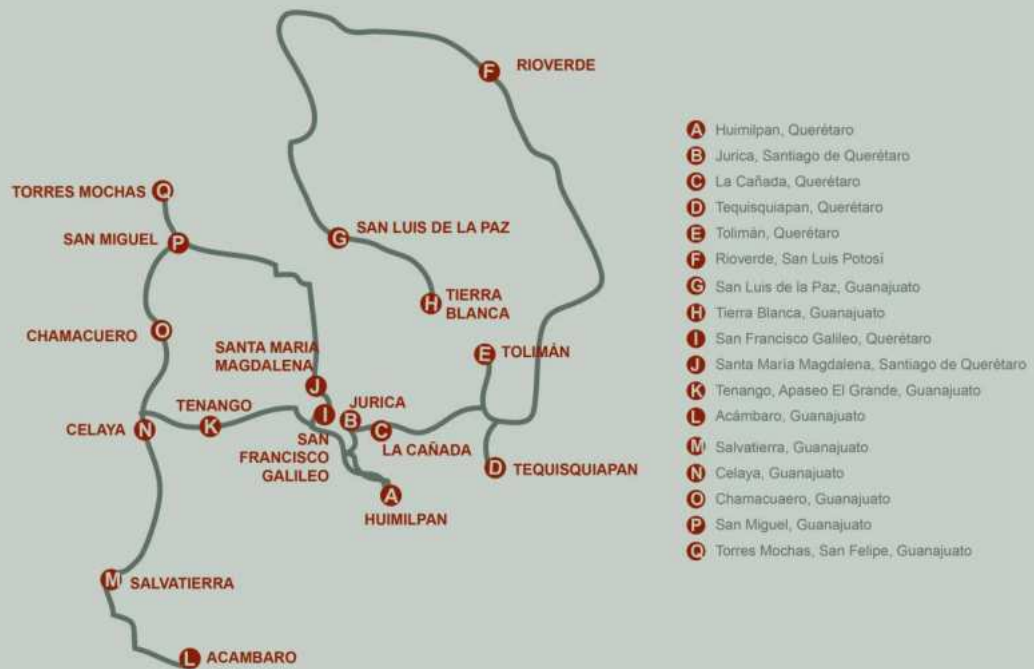 F RIOVERDE
TORRES MOCHAS Q
SAN MIGUEL P
G SAN LUIS DE LA PAZ
H TIERRA
BLANCA
CHAMACUERO O
SANTA MARIA
MAGDALENA
J
E TOLIMÁN
TENANGO
K
CELAYA N
I
SAN
FRANCISCO
GALILEO
JURICA
B
C
LA CAÑADA
D
TEQUISQUIAPAN
A
HUIMILPAN
M SALVATIERRA
L ACAMBARO
A Huimilpan, Querétaro
B Jurica, Santiago de Querétaro
C La Cañada, Querétaro
D Tequisquiapan, Querétaro
E Tolimán, Querétaro
F Rioverde, San Luis Potosí
G San Luis de la Paz, Guanajuato
H Tierra Blanca, Guanajuato
I San Francisco Galileo, Querétaro
J Santa María Magdalena, Santiago de Querétaro
K Tenango, Apaseo El Grande, Guanajuato
L Acámbaro, Guanajuato
M Salvatierra, Guanajuato
N Celaya, Guanajuato
O Chamacuaero, Guanajuato
P San Miguel, Guanajuato
Q Torres Mochas, San Felipe, Guanajuato